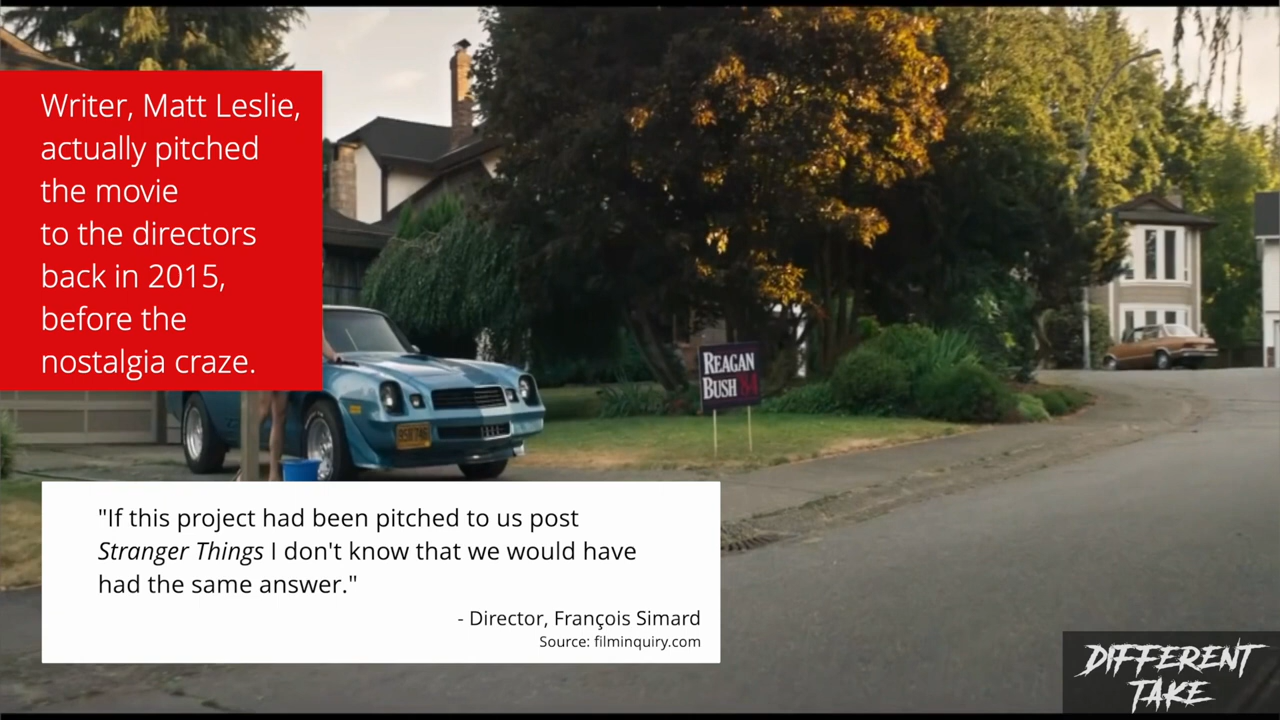 Writer, Matt Leslie,
actually pitched
the movie
to the directors
back in 2015,
before the
nostalgia craze.
REAGAN
BUSH '84
"If this project had been pitched to us post
Stranger Things I don't know that we would have
had the same answer."
- Director, François Simard
Source: filminquiry.com
DIFFERENT
TAKE